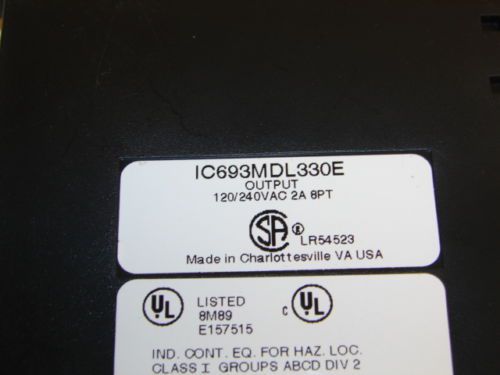 IC693MDL330E
OUTPUT
120/240VAC 2A 8PT
SA ® LR54523
Made in Charlottesville VA USA
UL LISTED C UL
8M89
E157515
IND. CONT. EQ. FOR HAZ. LOC.
CLASS I GROUPS ABCD DIV 2